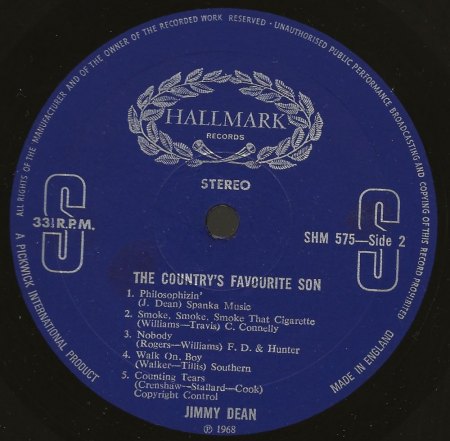 ALL RIGHTS OF THE MANUFACTURER AND OF THE OWNER OF THE RECORDED WORK RESERVED · UNAUTHORISED PUBLIC PERFORMANCE BROADCASTING AND COPYING OF THIS RECORD PROHIBITED
HALLMARK
RECORDS
STEREO
S
33⅓ R.P.M.
S
SHM 575—Side 2
THE COUNTRY'S FAVOURITE SON
1. Philosophizin'
(J. Dean) Spanka Music
2. Smoke, Smoke, Smoke That Cigarette
(Williams—Travis) C. Connelly
3. Nobody
(Rogers—Williams) F. D. & Hunter
4. Walk On, Boy
(Walker—Tillis) Southern
5. Counting Tears
(Crenshaw—Stallard—Cook)
Copyright Control
JIMMY DEAN
℗ 1968
A PICKWICK INTERNATIONAL PRODUCT
MADE IN ENGLAND